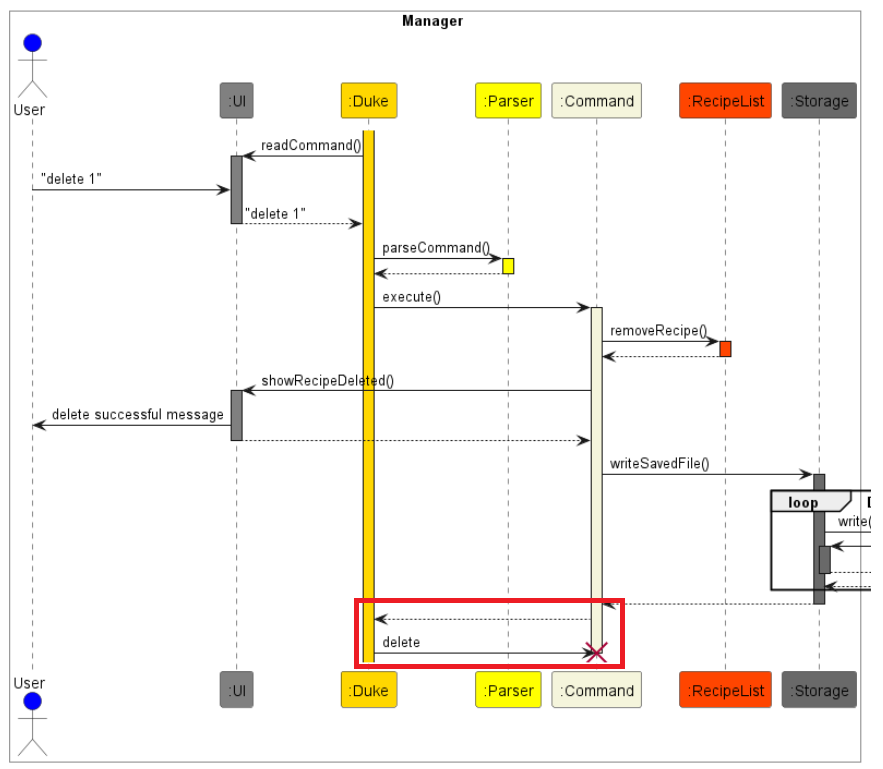 Manager
User
:UI
:Duke
:Parser
:Command
:RecipeList
:Storage
readCommand()
"delete 1"
"delete 1"
parseCommand()
execute()
removeRecipe()
showRecipeDeleted()
delete successful message
writeSavedFile()
loop
write(
delete
User
:UI
:Duke
:Parser
:Command
:RecipeList
:Storage